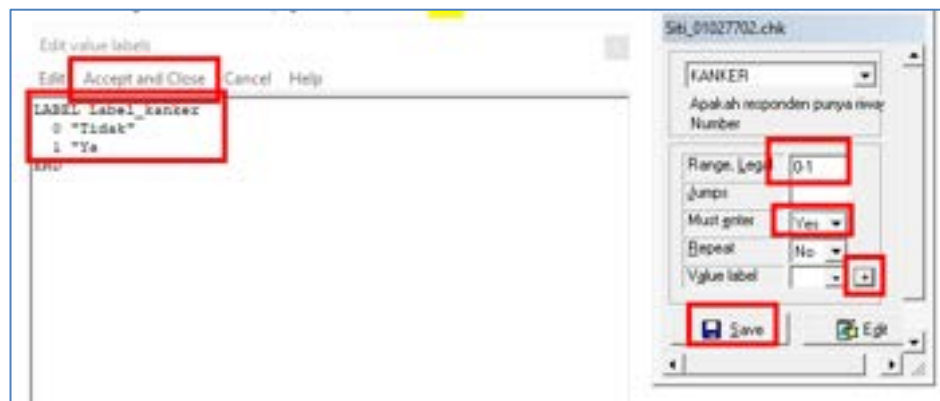 Edit value labels
Edit Accept and Close Cancel Help
LABEL Label_kanker
0 "Tidak"
1 "Ya
END
Siti_01027702.chk
KANKER
Apakah responden punya riway
Number
Range, Legal 0-1
Jumps
Must enter Yes
Repeat No
Value label +
Save Edit